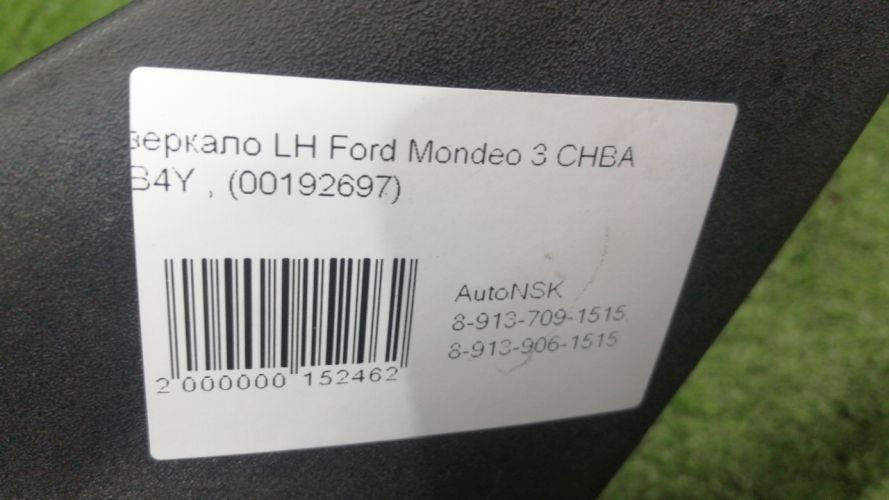 зеркало LH Ford Mondeo 3 CHBA
B4Y , (00192697)
AutoNSK
8-913-709-1515,
8-913-906-1515
2 000000 152462